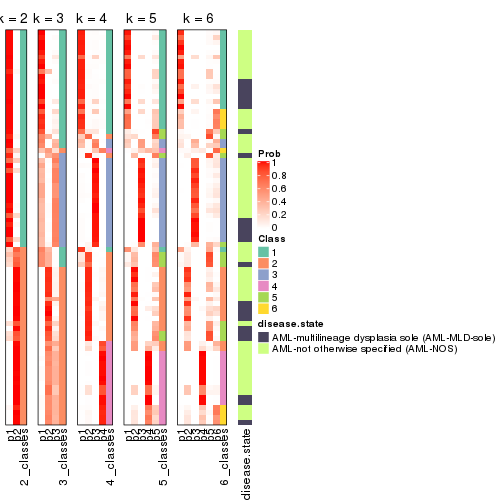 k = 2 k = 3 k = 4 k = 5 k = 6
Prob
1
0.8
0.6
0.4
0.2
0
Class
1
2
3
4
5
6
disease.state
AML-multilineage dysplasia sole (AML-MLD-sole)
AML-not otherwise specified (AML-NOS)
p1 p2 2_classes p1 p2 p3 3_classes p1 p2 p3 p4 4_classes p1 p2 p3 p4 p5 5_classes p1 p2 p3 p4 p5 p6 6_classes disease.state